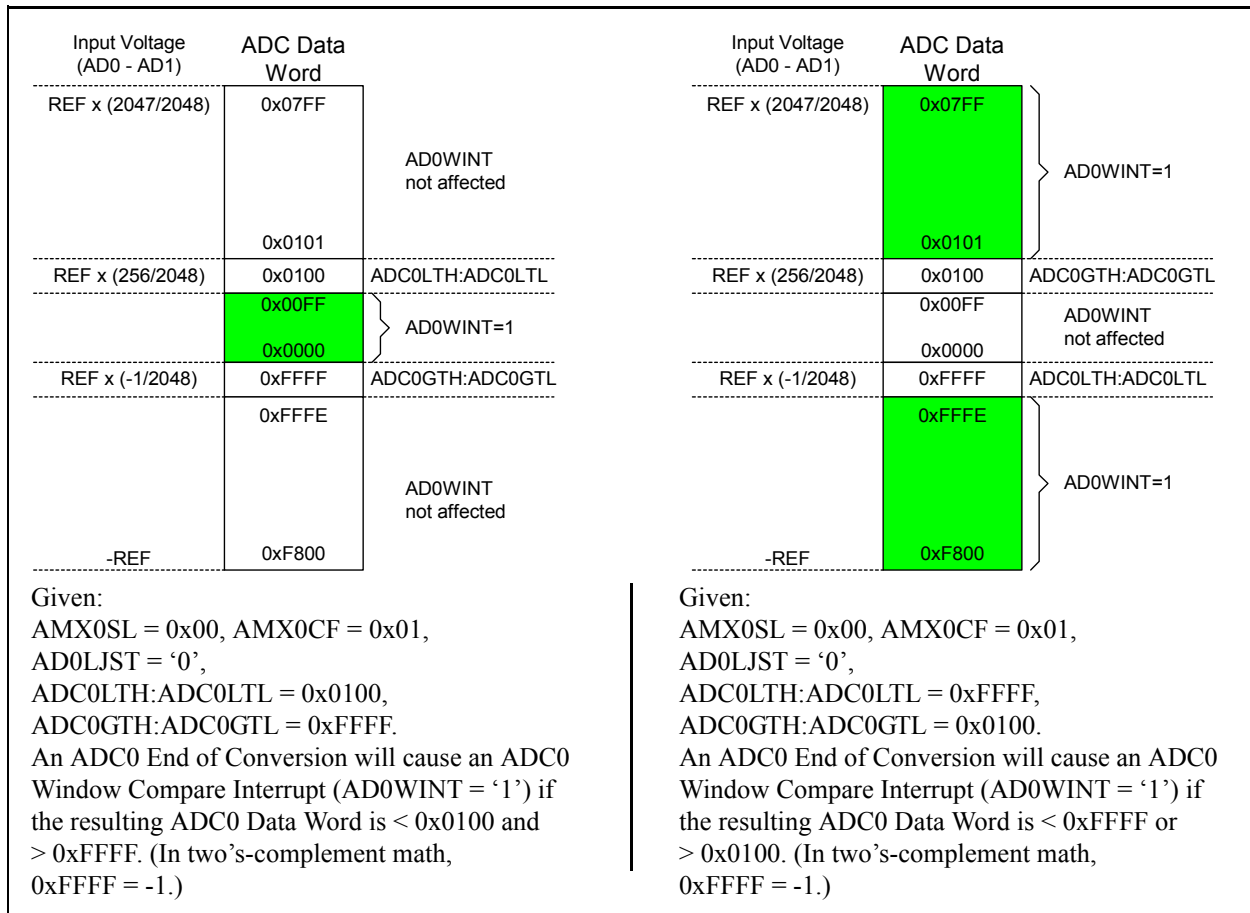 Input Voltage
(AD0 - AD1)
ADC Data
Word
REF x (2047/2048)
0x07FF
AD0WINT
not affected
0x0101
REF x (256/2048)
0x0100
ADC0LTH:ADC0LTL
0x00FF
AD0WINT=1
0x0000
REF x (-1/2048)
0xFFFF
ADC0GTH:ADC0GTL
0xFFFE
AD0WINT
not affected
-REF
0xF800
Given:
AMX0SL = 0x00, AMX0CF = 0x01,
AD0LJST = ‘0’,
ADC0LTH:ADC0LTL = 0x0100,
ADC0GTH:ADC0GTL = 0xFFFF.
An ADC0 End of Conversion will cause an ADC0
Window Compare Interrupt (AD0WINT = ‘1’) if
the resulting ADC0 Data Word is < 0x0100 and
> 0xFFFF. (In two’s-complement math,
0xFFFF = -1.)
Input Voltage
(AD0 - AD1)
ADC Data
Word
REF x (2047/2048)
0x07FF
AD0WINT=1
0x0101
REF x (256/2048)
0x0100
ADC0GTH:ADC0GTL
0x00FF
AD0WINT
not affected
0x0000
REF x (-1/2048)
0xFFFF
ADC0LTH:ADC0LTL
0xFFFE
AD0WINT=1
-REF
0xF800
Given:
AMX0SL = 0x00, AMX0CF = 0x01,
AD0LJST = ‘0’,
ADC0LTH:ADC0LTL = 0xFFFF,
ADC0GTH:ADC0GTL = 0x0100.
An ADC0 End of Conversion will cause an ADC0
Window Compare Interrupt (AD0WINT = ‘1’) if
the resulting ADC0 Data Word is < 0xFFFF or
> 0x0100. (In two’s-complement math,
0xFFFF = -1.)